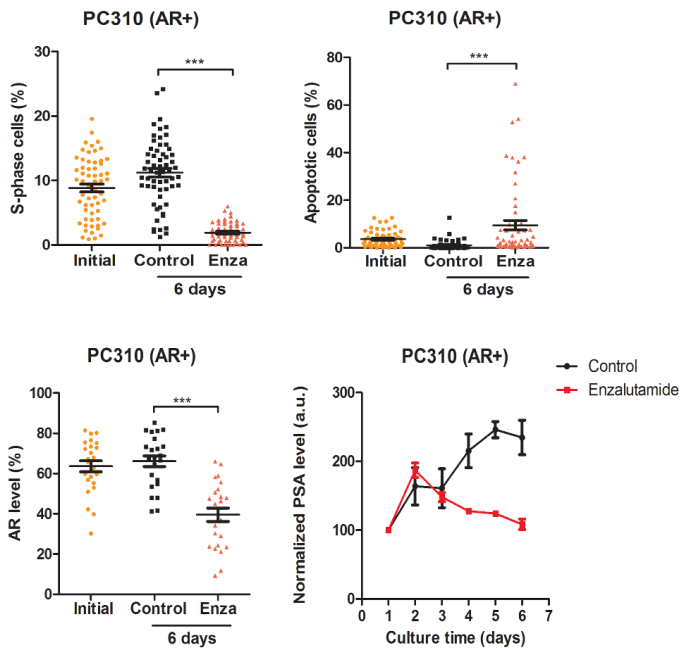 PC310 (AR+)
S-phase cells (%)
30
20
10
0
***
Initial
Control
Enza
6 days
PC310 (AR+)
Apoptotic cells (%)
80
60
40
20
0
***
Initial
Control
Enza
6 days
PC310 (AR+)
AR level (%)
100
80
60
40
20
0
***
Initial
Control
Enza
6 days
PC310 (AR+)
Control
Enzalutamide
Normalized PSA level (a.u.)
300
200
100
0
0 1 2 3 4 5 6 7
Culture time (days)